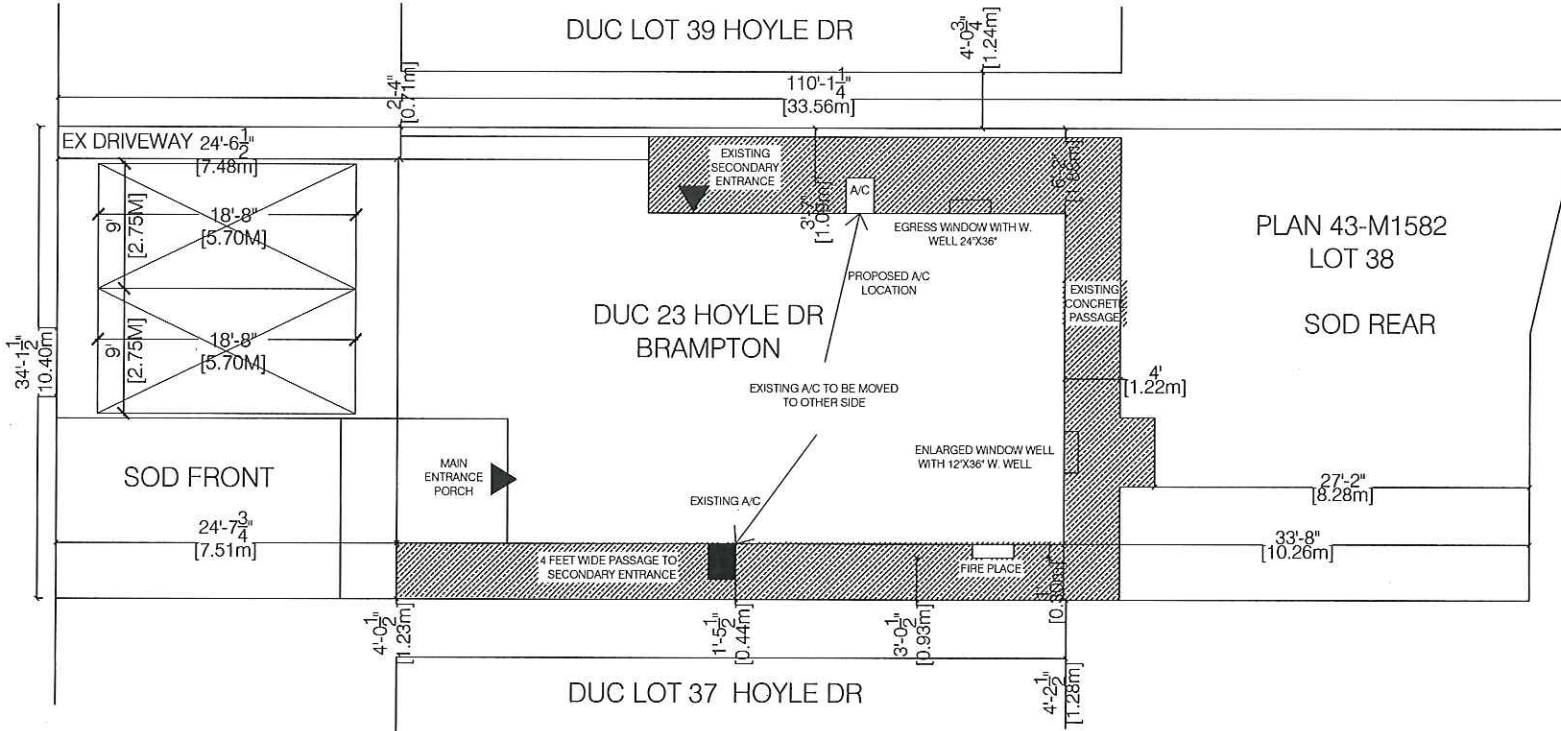 DUC LOT 39 HOYLE DR
4'-0 3/4"
[1.24m]
2'-4"
[0.71m]
110'-1 1/4"
[33.56m]
EX DRIVEWAY
24'-6 1/2"
[7.48m]
EXISTING
SECONDARY
ENTRANCE
A/C
[1.09m]
EGRESS WINDOW WITH W.
WELL 24"X36"
9'
[2.75M]
18'-8"
[5.70M]
PROPOSED A/C
LOCATION
PLAN 43-M1582
LOT 38
SOD REAR
EXISTING
CONCRETE
PASSAGE
DUC 23 HOYLE DR
BRAMPTON
34'-1 1/2"
[10.40m]
9'
[2.75M]
18'-8"
[5.70M]
4'
[1.22m]
EXISTING A/C TO BE MOVED
TO OTHER SIDE
ENLARGED WINDOW WELL
WITH 12"X36" W. WELL
MAIN
ENTRANCE
PORCH
SOD FRONT
EXISTING A/C
27'-2"
[8.28m]
24'-7 3/4"
[7.51m]
33'-8"
[10.26m]
4 FEET WIDE PASSAGE TO
SECONDARY ENTRANCE
FIRE PLACE
[0.30m]
4'-0 1/2"
[1.23m]
1'-5 1/2"
[0.44m]
3'-0 1/2"
[0.93m]
4'-2 1/2"
[1.28m]
DUC LOT 37 HOYLE DR